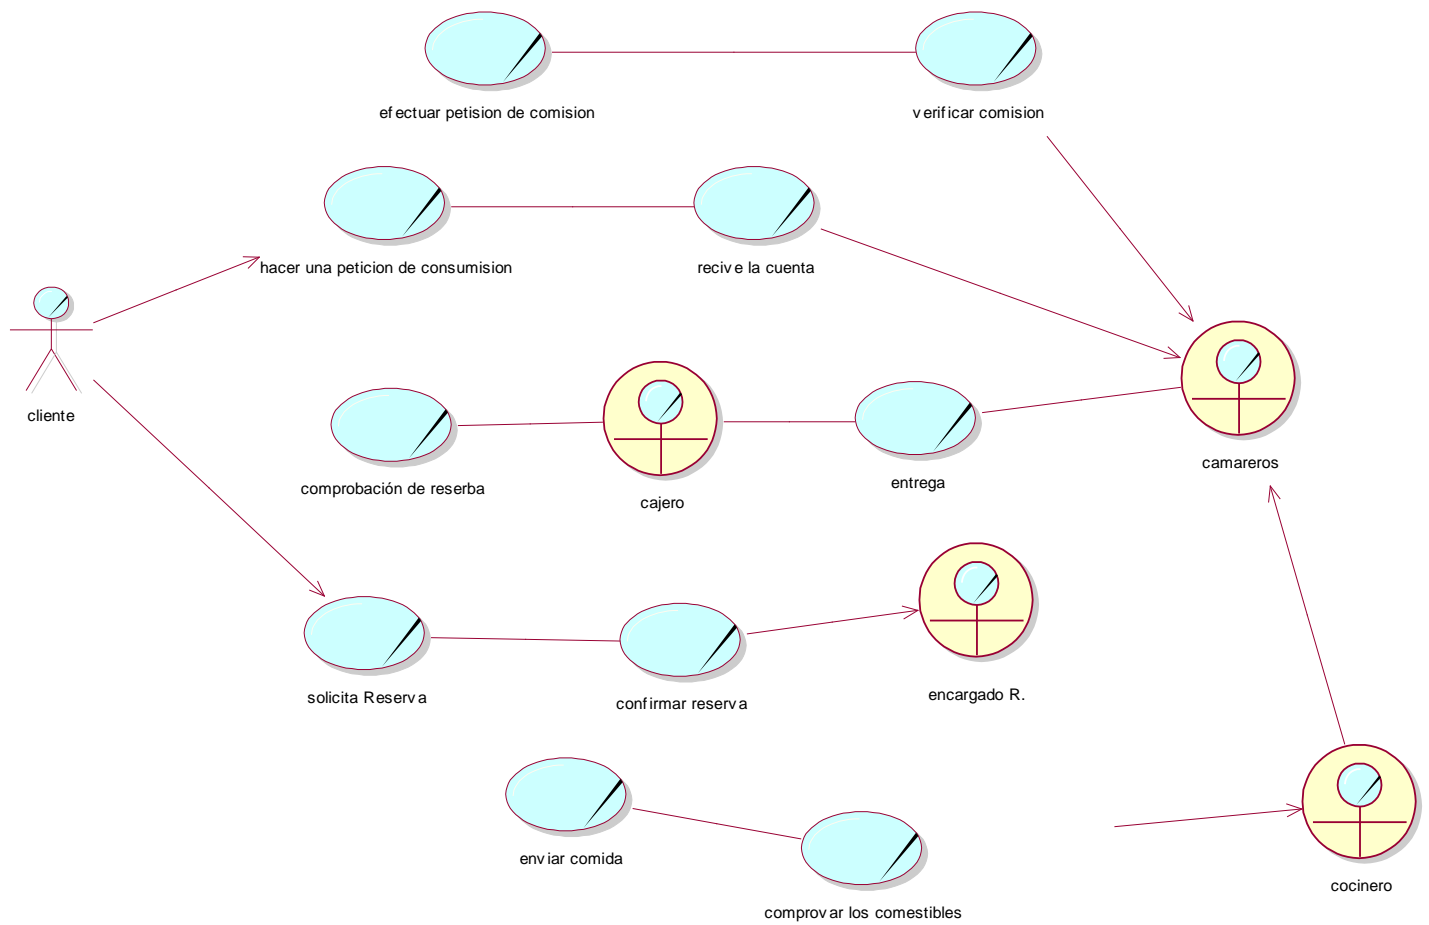 efectuar petision de comision
verificar comision
hacer una peticion de consumision
recive la cuenta
cliente
comprobación de reserba
cajero
entrega
camareros
solicita Reserva
confirmar reserva
encargado R.
enviar comida
comprovar los comestibles
cocinero